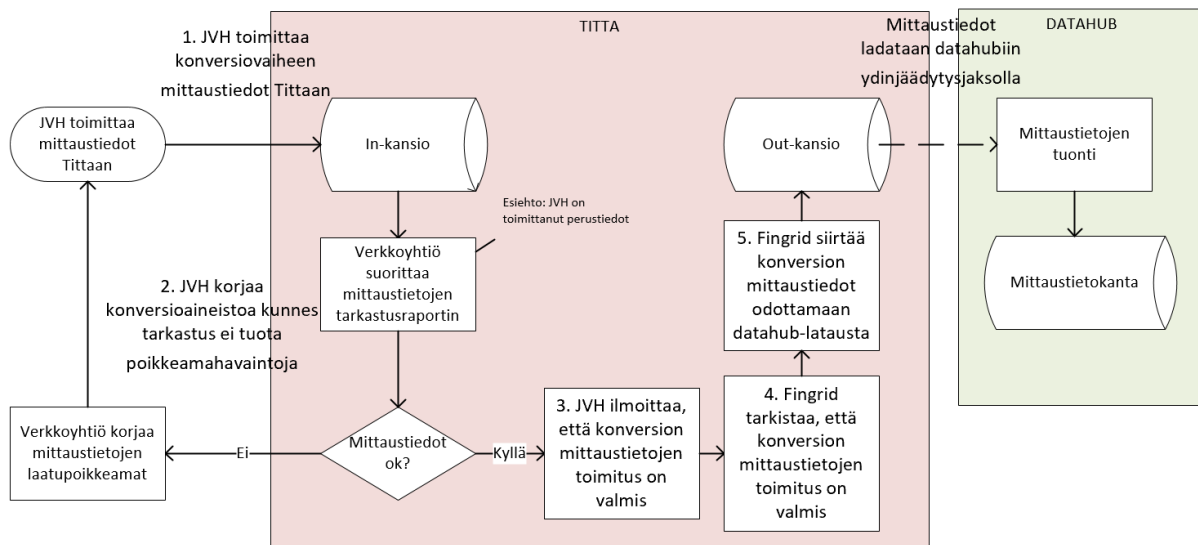 TITTA
DATAHUB
1. JVH toimittaa
konversiovaiheen
mittaustiedot Tittaan
Mittaustiedot
ladataan datahubiin
ydinjäädytysjaksolla
JVH toimittaa
mittaustiedot
Tittaan
In-kansio
Out-kansio
Mittaustietojen
tuonti
Esiehto: JVH on
toimittanut perustiedot
Verkkoyhtiö
suorittaa
mittaustietojen
tarkastusraportin
5. Fingrid siirtää
konversion
mittaustiedot
odottamaan
datahub-latausta
Mittaustietokanta
2. JVH korjaa
konversioaineistoa kunnes
tarkastus ei tuota
poikkeamahavaintoja
Verkkoyhtiö korjaa
mittaustietojen
laatupoikkeamat
Ei
Mittaustiedot
ok?
Kyllä
3. JVH ilmoittaa,
että konversion
mittaustietojen
toimitus on
valmis
4. Fingrid
tarkistaa, että
konversion
mittaustietojen
toimitus on
valmis